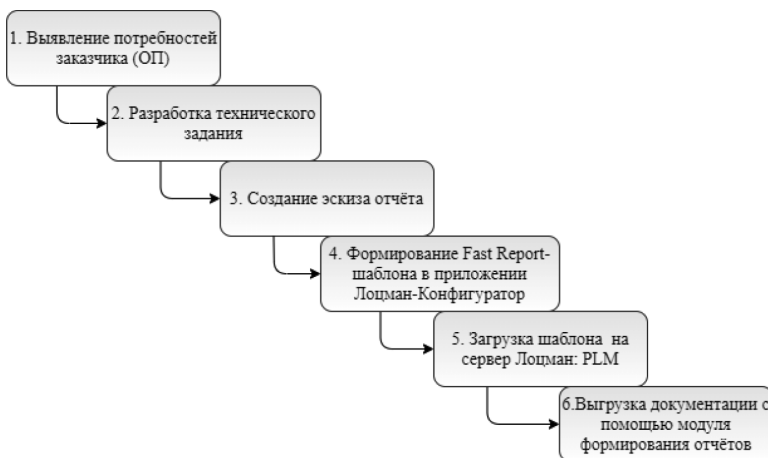 1. Выявление потребностей
заказчика (ОП)
2. Разработка технического
задания
3. Создание эскиза отчёта
4. Формирование Fast Report-
шаблона в приложении
Лоцман-Конфигуратор
5. Загрузка шаблона на
сервер Лоцман: PLM
6.Выгрузка документации с
помощью модуля
формирования отчётов